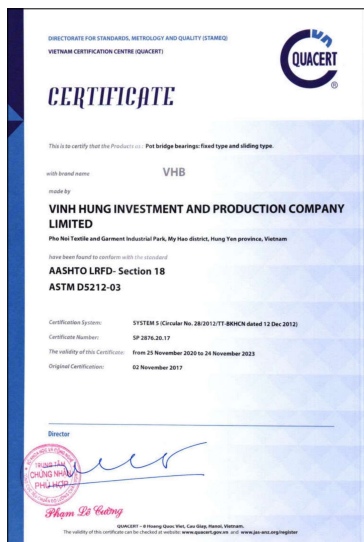 DIRECTORATE FOR STANDARDS, METROLOGY AND QUALITY (STAMEQ)
VIETNAM CERTIFICATION CENTRE (QUACERT)
QUACERT
®
CERTIFICATE
This is to certify that the Products as: Pot bridge bearings: fixed type and sliding type.
with brand name VHB
made by
VINH HUNG INVESTMENT AND PRODUCTION COMPANY
LIMITED
Pho Noi Textile and Garment Industrial Park, My Hao district, Hung Yen province, Vietnam
have been found to conform with the standard
AASHTO LRFD- Section 18
ASTM D5212-03
Certification System: SYSTEM 5 (Circular No. 28/2012/TT-BKHCN dated 12 Dec 2012)
Certificate Number: SP 2876.20.17
The validity of this Certificate: from 25 November 2020 to 24 November 2023
Original Certification: 02 November 2017
Director
TRUNG TÂM
CHỨNG NHẬN
PHÙ HỢP
Phạm Lê Cường
QUACERT – 8 Hoang Quoc Viet, Cau Giay, Hanoi, Vietnam.
The validity of this certificate can be checked at website: www.quacert.gov.vn and www.jas-anz.org/register